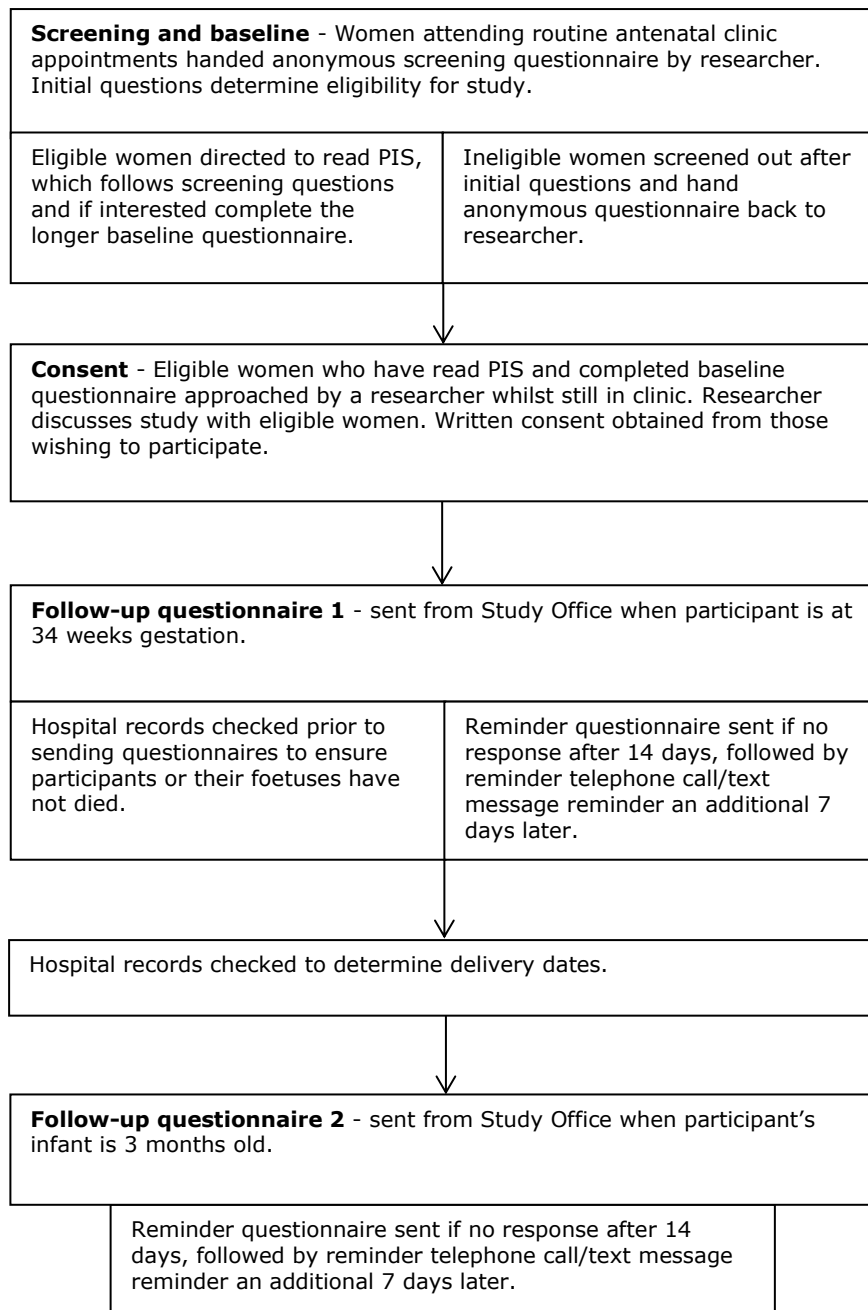 Screening and baseline - Women attending routine antenatal clinic
appointments handed anonymous screening questionnaire by researcher.
Initial questions determine eligibility for study.
Eligible women directed to read PIS,
which follows screening questions
and if interested complete the
longer baseline questionnaire.
Ineligible women screened out after
initial questions and hand
anonymous questionnaire back to
researcher.
Consent - Eligible women who have read PIS and completed baseline
questionnaire approached by a researcher whilst still in clinic. Researcher
discusses study with eligible women. Written consent obtained from those
wishing to participate.
Follow-up questionnaire 1 - sent from Study Office when participant is at
34 weeks gestation.
Hospital records checked prior to
sending questionnaires to ensure
participants or their foetuses have
not died.
Reminder questionnaire sent if no
response after 14 days, followed by
reminder telephone call/text
message reminder an additional 7
days later.
Hospital records checked to determine delivery dates.
Follow-up questionnaire 2 - sent from Study Office when participant's
infant is 3 months old.
Reminder questionnaire sent if no response after 14
days, followed by reminder telephone call/text message
reminder an additional 7 days later.